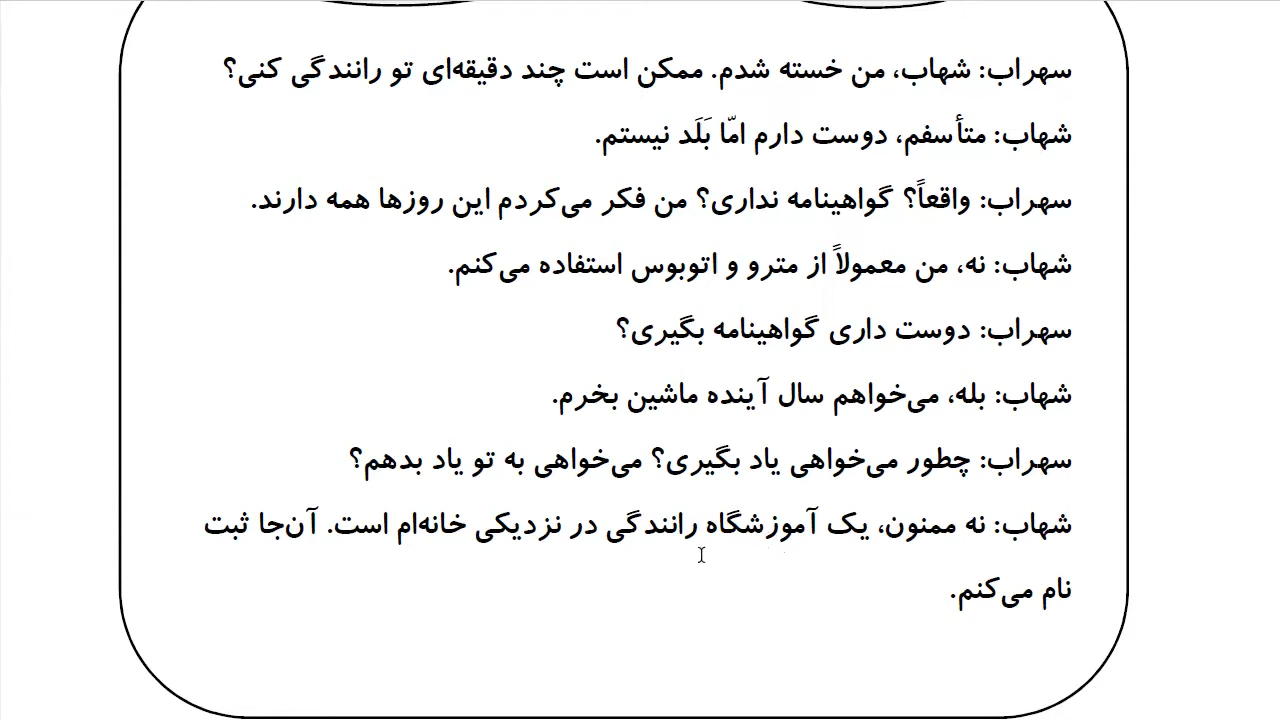 سهراب: شهاب، من خسته شدم. ممکن است چند دقیقه‌ای تو رانندگی کنی؟
شهاب: متأسفم، دوست دارم امّا بَلَد نیستم.
سهراب: واقعاً؟ گواهینامه نداری؟ من فکر می‌کردم این روزها همه دارند.
شهاب: نه، من معمولاً از مترو و اتوبوس استفاده می‌کنم.
سهراب: دوست داری گواهینامه بگیری؟
شهاب: بله، می‌خواهم سال آینده ماشین بخرم.
سهراب: چطور می‌خواهی یاد بگیری؟ می‌خواهی به تو یاد بدهم؟
شهاب: نه ممنون، یک آموزشگاه رانندگی در نزدیکی خانه‌ام است. آن‌جا ثبت
نام می‌کنم.